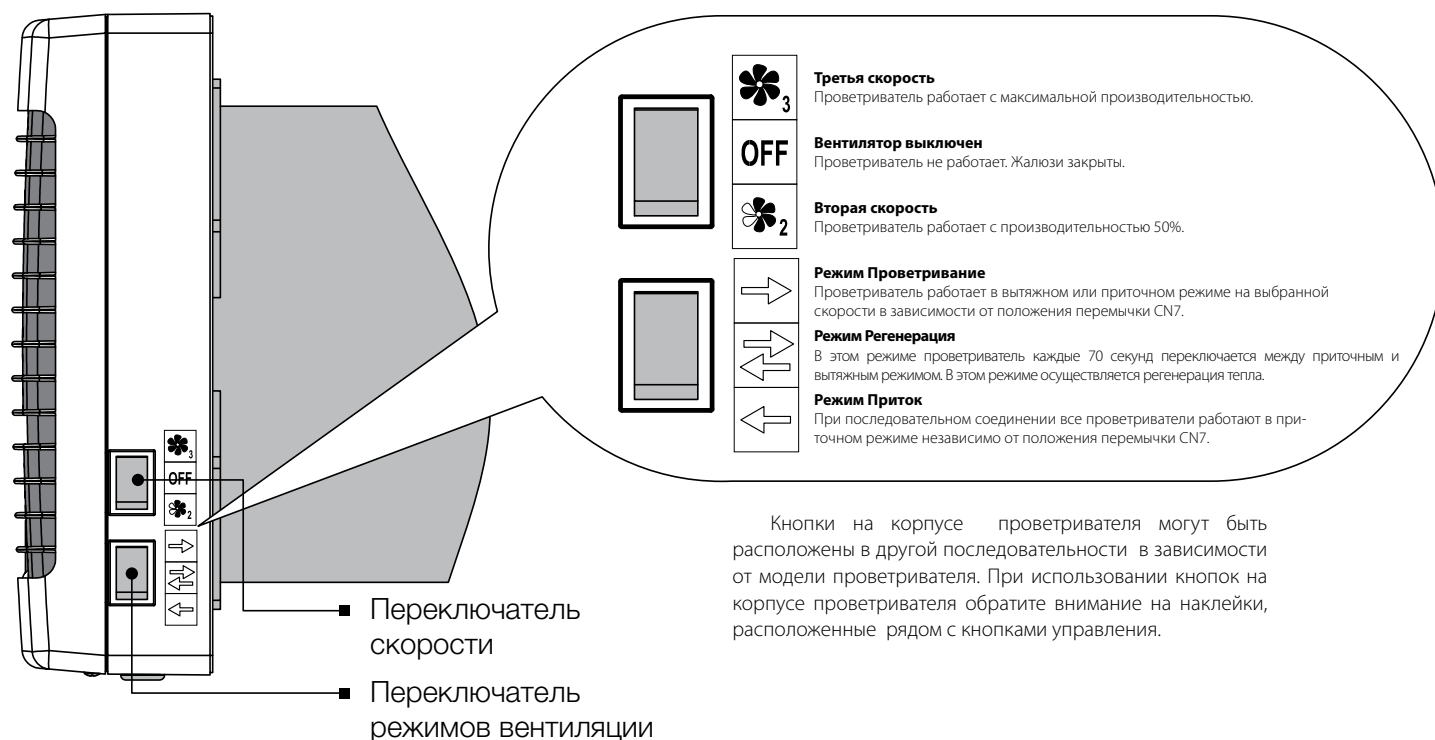 3
Третья скорость
Проветриватель работает с максимальной производительностью.
OFF
Вентилятор выключен
Проветриватель не работает. Жалюзи закрыты.
2
Вторая скорость
Проветриватель работает с производительностью 50%.
Режим Проветривание
Проветриватель работает в вытяжном или приточном режиме на выбранной
скорости в зависимости от положения перемычки CN7.
Режим Регенерация
В этом режиме проветриватель каждые 70 секунд переключается между приточным и
вытяжным режимом. В этом режиме осуществляется регенерация тепла.
Режим Приток
При последовательном соединении все проветриватели работают в при-
точном режиме независимо от положения перемычки CN7.
3
OFF
2
Кнопки на корпусе проветривателя могут быть
расположены в другой последовательности в зависимости
от модели проветривателя. При использовании кнопок на
корпусе проветривателя обратите внимание на наклейки,
расположенные рядом с кнопками управления.
Переключатель
скорости
Переключатель
режимов вентиляции